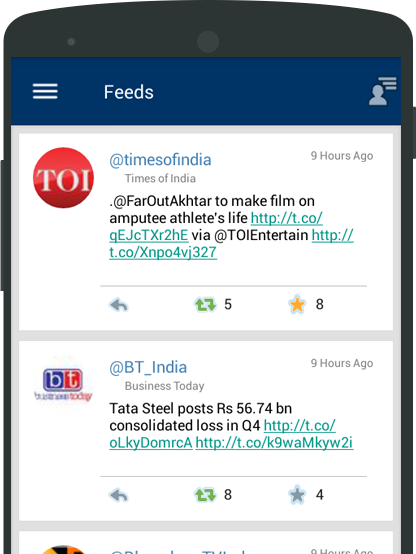 Feeds
TOI
@timesofindia
9 Hours Ago
Times of India
.@FarOutAkhtar to make film on
amputee athlete's life http://t.co/
qEJcTXr2hE via @TOIEntertain http://
t.co/Xnpo4vj327
5
8
bt
business today
@BT_India
9 Hours Ago
Business Today
Tata Steel posts Rs 56.74 bn
consolidated loss in Q4 http://t.co/
oLkyDomrcA http://t.co/k9waMkyw2i
8
4
9 Hours Ago